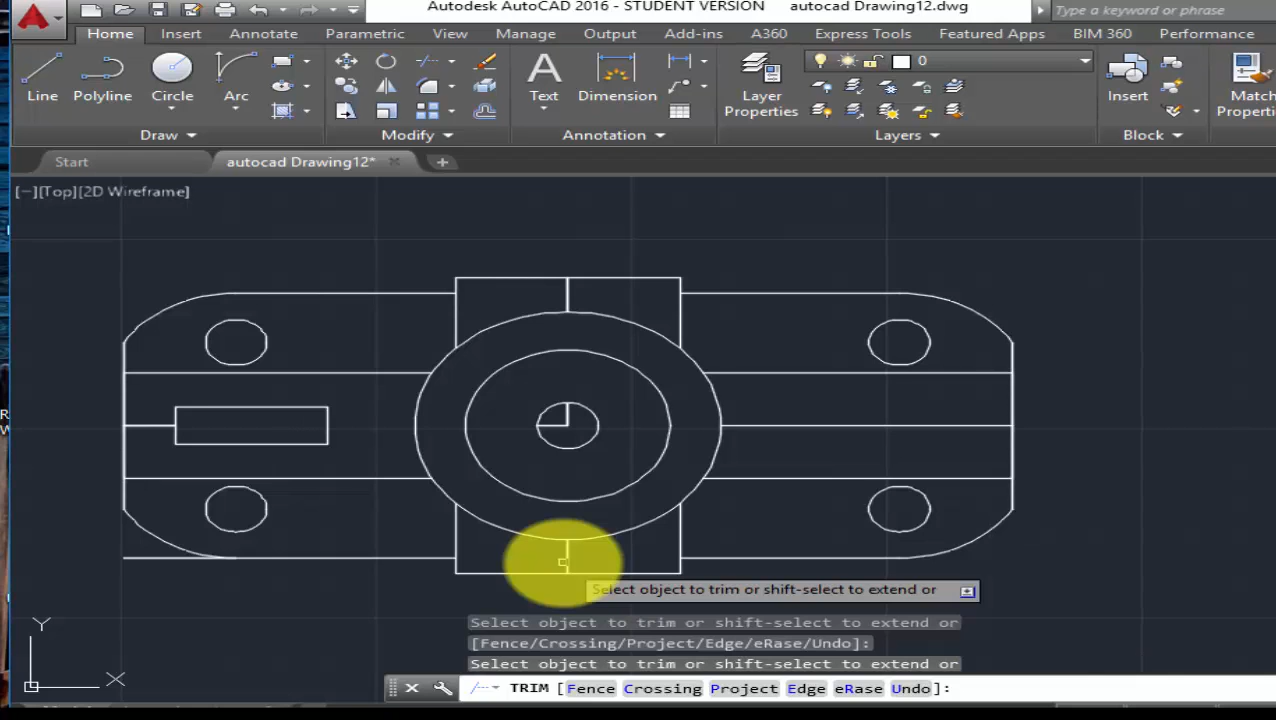 Autodesk AutoCAD 2016 - STUDENT VERSION autocad Drawing12.dwg Type a keyword or phrase
Home Insert Annotate Parametric View Manage Output Add-ins A360 Express Tools Featured Apps BIM 360 Performance
0
Line Polyline Circle Arc Text Dimension Layer Properties Insert Match
Draw Modify Annotation Layers Block
Start autocad Drawing12*
[−][Top][2D Wireframe]
Select object to trim or shift-select to extend or
Select object to trim or shift-select to extend or
[Fence/Crossing/Project/Edge/eRase/Undo]:
Select object to trim or shift-select to extend or
Y
X
TRIM [Fence Crossing Project Edge eRase Undo]: